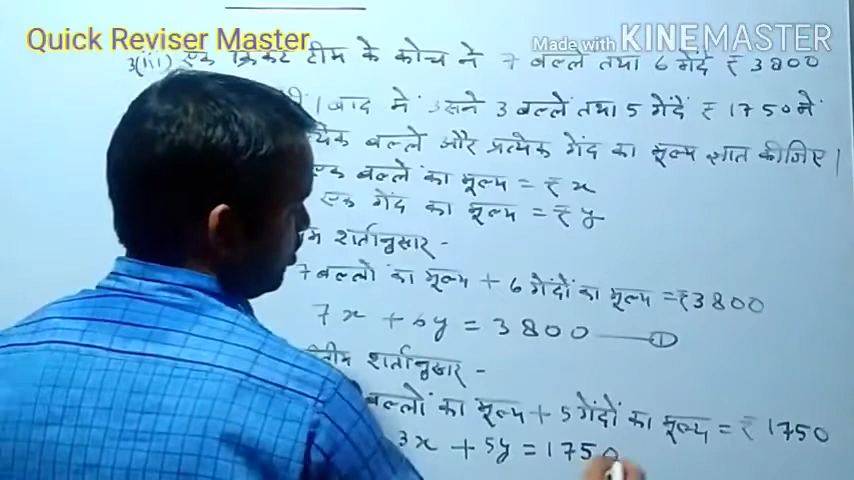 Quick Reviser Master
Made with KINEMASTER
3(iii) एक क्रिकेट टीम के कोच ने 7 बल्ले तथा 6 गेंदें ₹ 3800
। बाद में उसने 3 बल्ले तथा 5 गेंदें ₹ 1750 में
बल्ले और प्रत्येक गेंद का मूल्य ज्ञात कीजिए।
एक बल्ले का मूल्य = ₹ x
एक गेंद का मूल्य = ₹ y
शर्तानुसार -
7 बल्लों का मूल्य + 6 गेंदों का मूल्य = ₹ 3800
7x + 6y = 3800 — ①
शर्तानुसार -
बल्लों का मूल्य + 5 गेंदों का मूल्य = ₹ 1750
3x + 5y = 1750